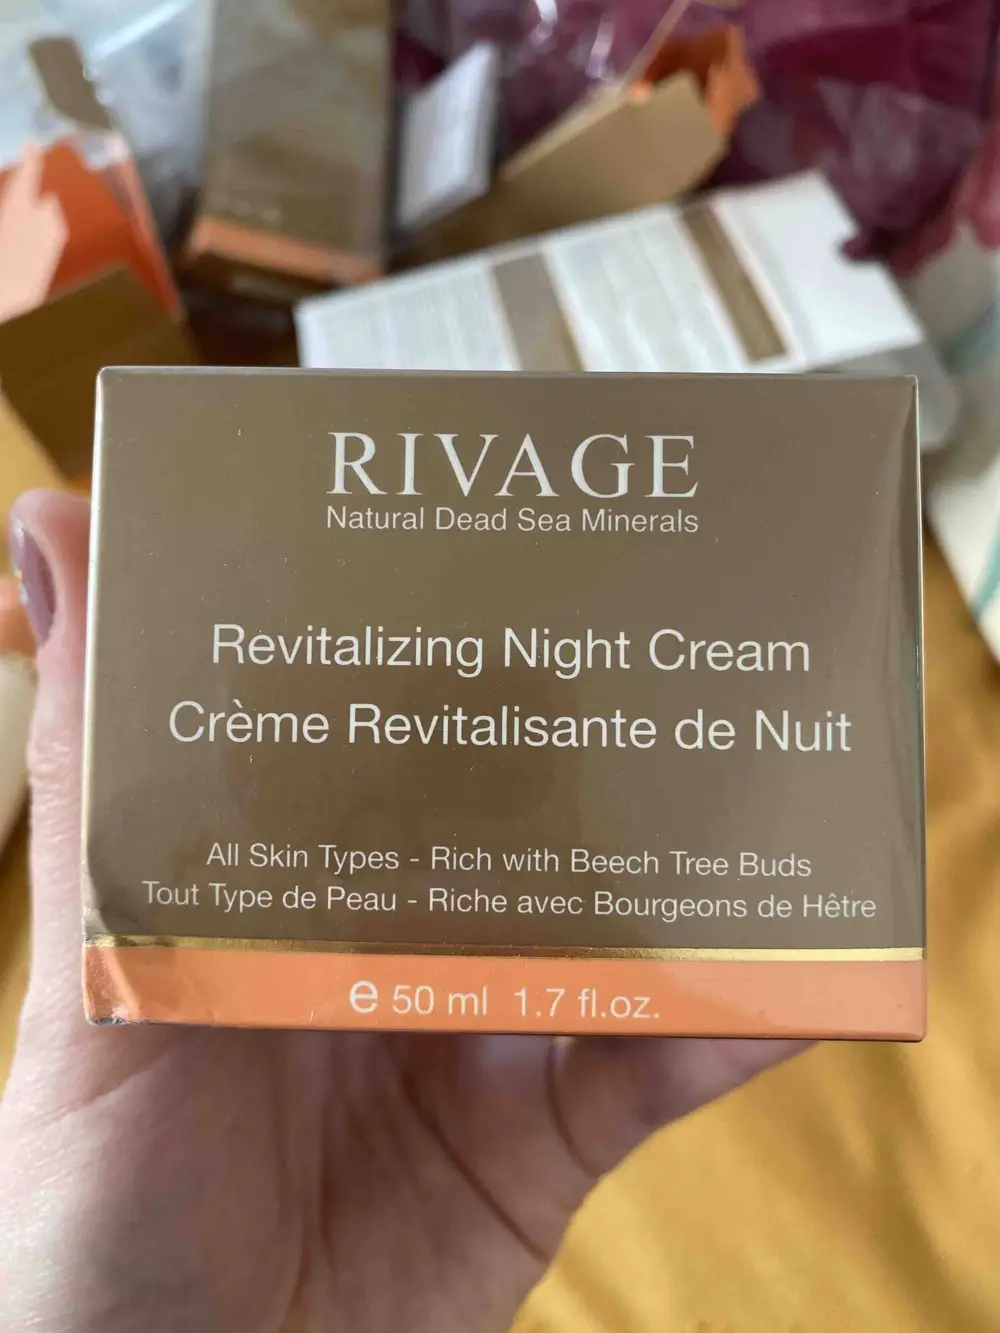 RIVAGE
Natural Dead Sea Minerals
Revitalizing Night Cream
Crème Revitalisante de Nuit
All Skin Types - Rich with Beech Tree Buds
Tout Type de Peau - Riche avec Bourgeons de Hêtre
e 50 ml 1.7 fl.oz.